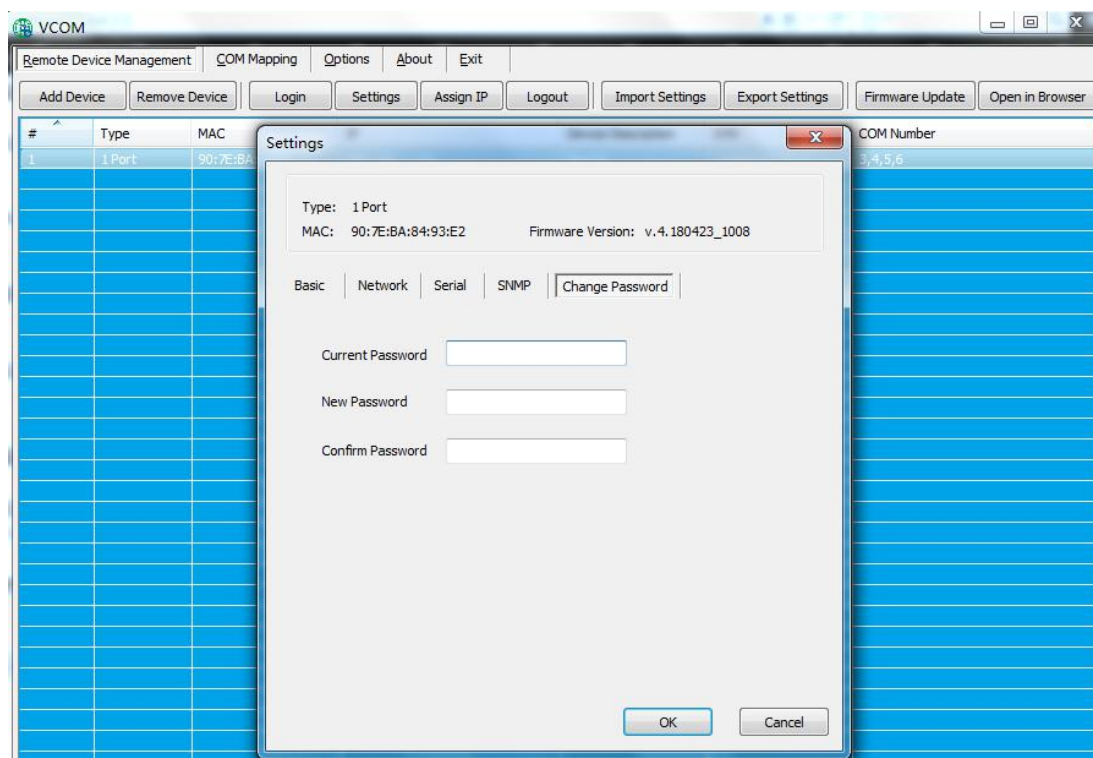 VCOM
Remote Device Management COM Mapping Options About Exit
Add Device Remove Device Login Settings Assign IP Logout Import Settings Export Settings Firmware Update Open in Browser
# Type MAC COM Number
1 1 Port 90:7E:BA 3,4,5,6
Settings
Type: 1 Port
MAC: 90:7E:BA:84:93:E2 Firmware Version: v.4.180423_1008
Basic Network Serial SNMP Change Password
Current Password
New Password
Confirm Password
OK Cancel